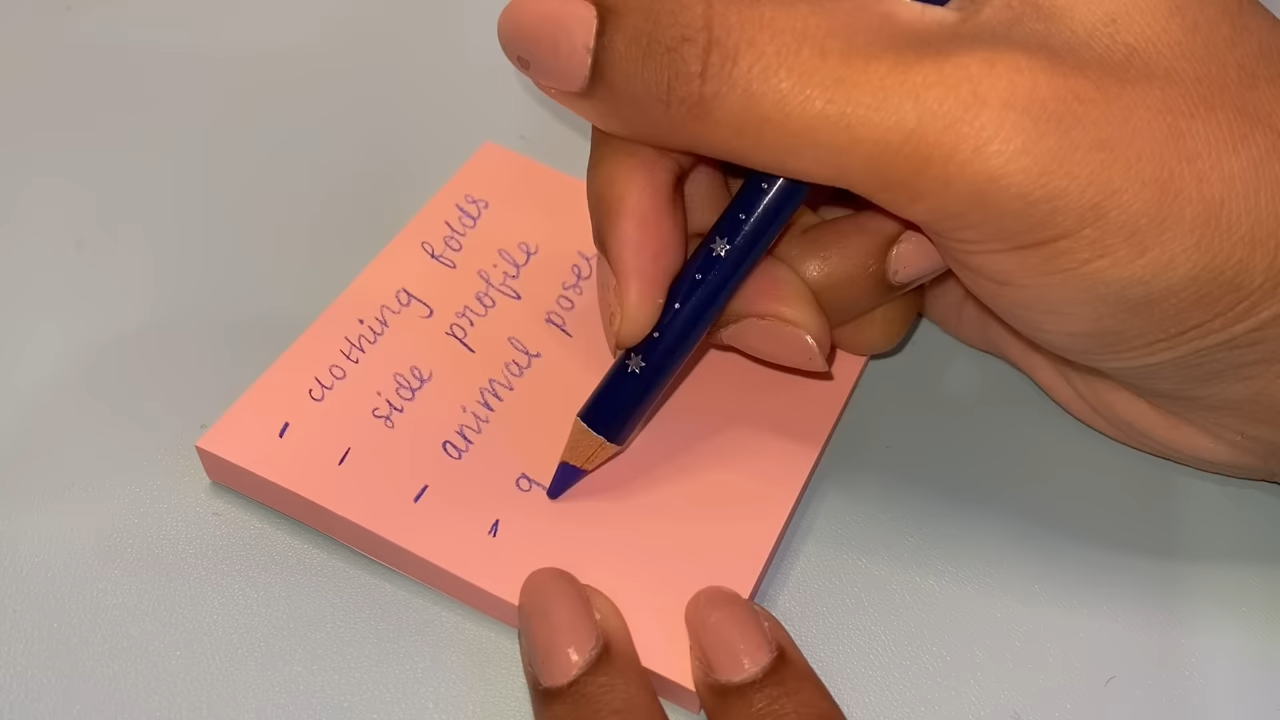 - clothing folds
- side profile
- animal poses
-